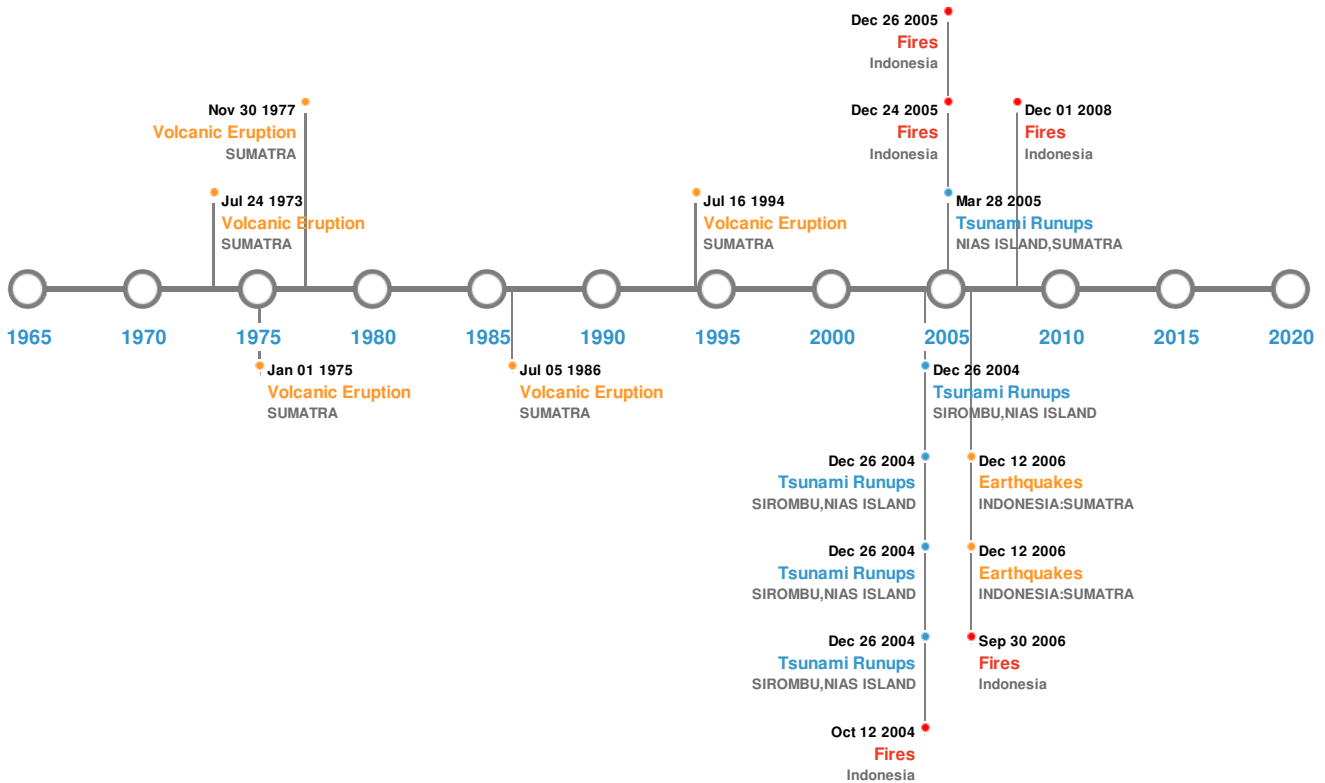 Dec 26 2005
Fires
Indonesia
Nov 30 1977
Volcanic Eruption
SUMATRA
Dec 24 2005
Fires
Indonesia
Dec 01 2008
Fires
Indonesia
Jul 24 1973
Volcanic Eruption
SUMATRA
Jul 16 1994
Volcanic Eruption
SUMATRA
Mar 28 2005
Tsunami Runups
NIAS ISLAND,SUMATRA
1965 1970 1975 1980 1985 1990 1995 2000 2005 2010 2015 2020
Jan 01 1975
Volcanic Eruption
SUMATRA
Jul 05 1986
Volcanic Eruption
SUMATRA
Dec 26 2004
Tsunami Runups
SIROMBU,NIAS ISLAND
Dec 26 2004
Tsunami Runups
SIROMBU,NIAS ISLAND
Dec 12 2006
Earthquakes
INDONESIA:SUMATRA
Dec 26 2004
Tsunami Runups
SIROMBU,NIAS ISLAND
Dec 12 2006
Earthquakes
INDONESIA:SUMATRA
Dec 26 2004
Tsunami Runups
SIROMBU,NIAS ISLAND
Sep 30 2006
Fires
Indonesia
Oct 12 2004
Fires
Indonesia